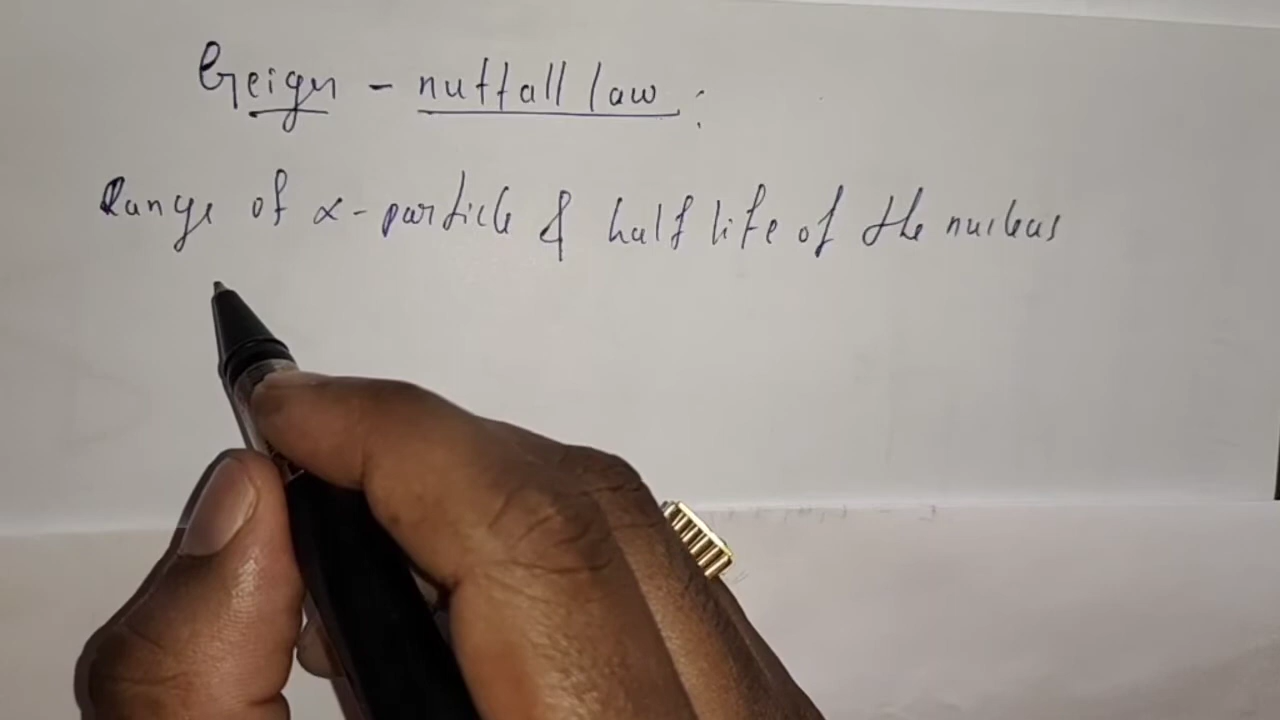 Geiger - nuttall law :
Range of α-particle & half life of the nucleus